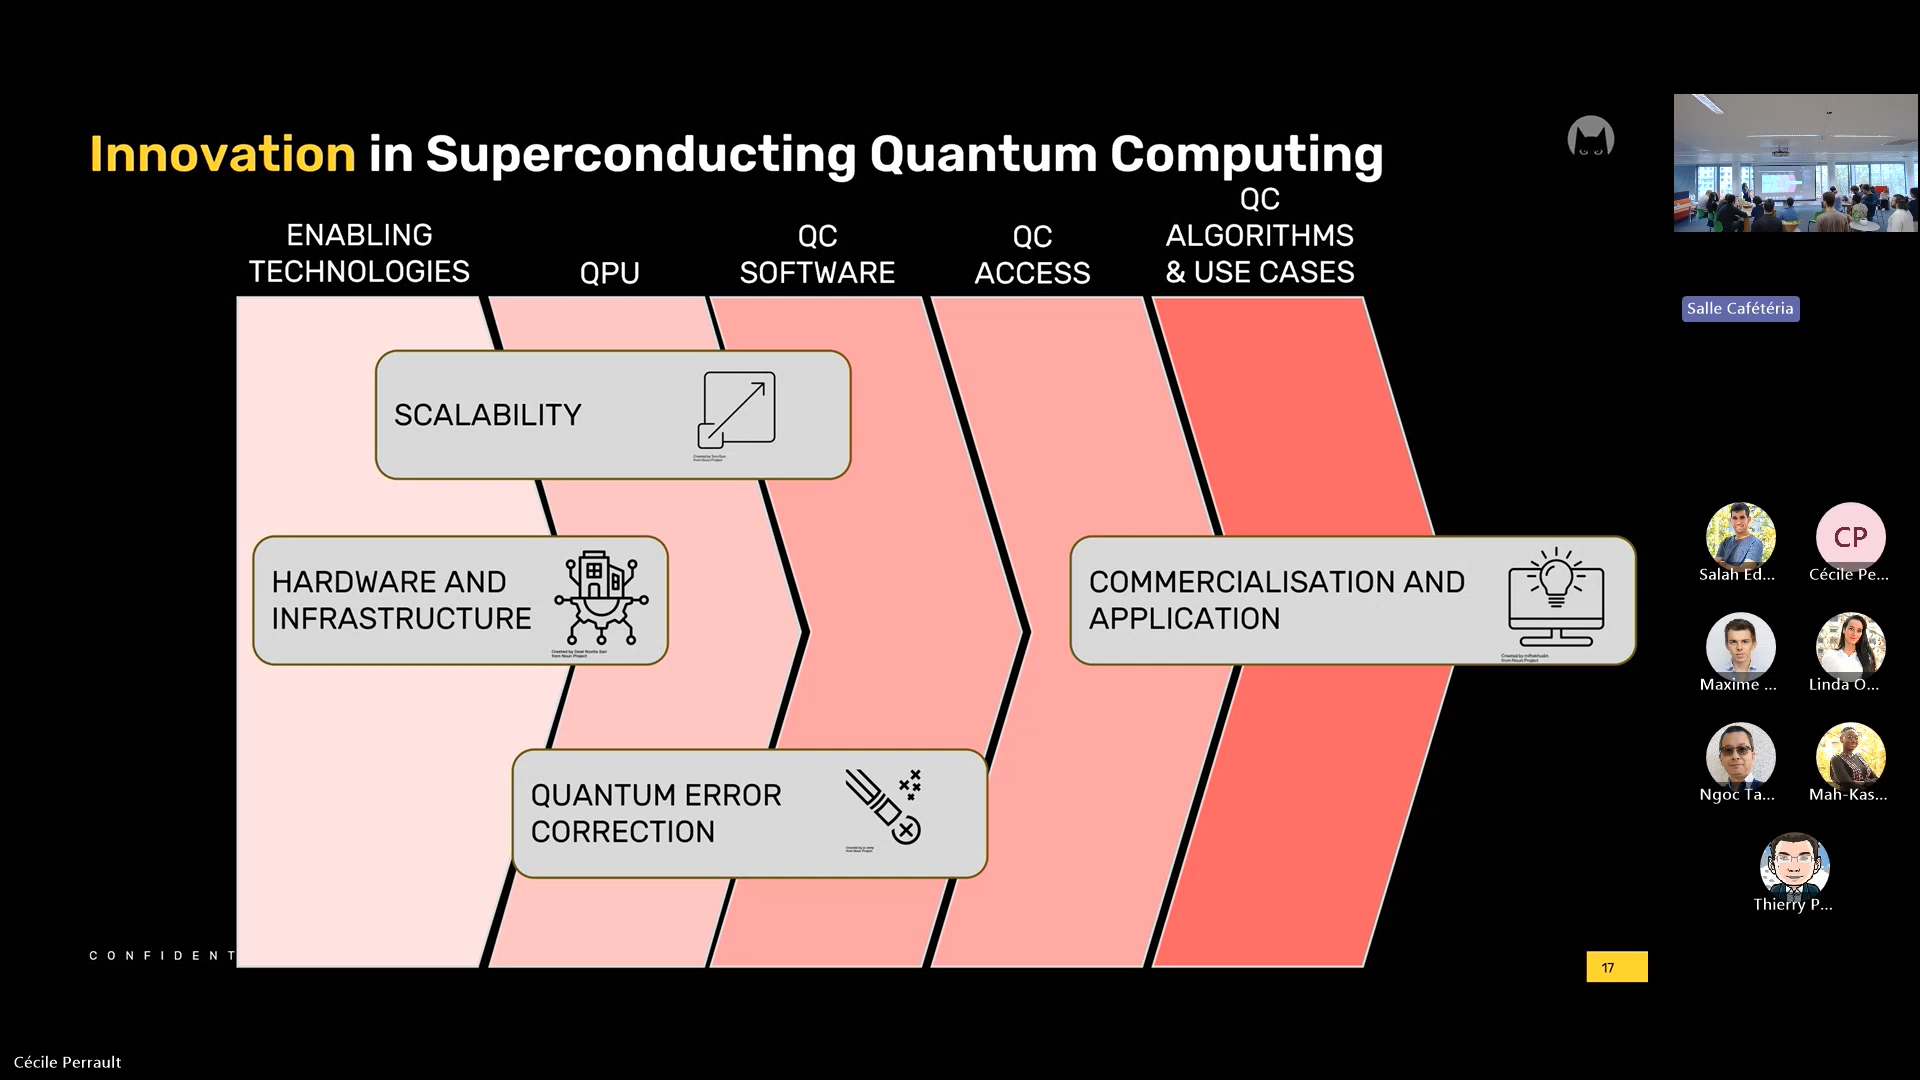 Innovation in Superconducting Quantum Computing
ENABLING
TECHNOLOGIES
QPU
QC
SOFTWARE
QC
ACCESS
QC
ALGORITHMS
& USE CASES
SCALABILITY
HARDWARE AND
INFRASTRUCTURE
COMMERCIALISATION AND
APPLICATION
QUANTUM ERROR
CORRECTION
CONFIDENT
17
Salle Cafétéria
Salah Ed...
CP
Cécile Pe...
Maxime ...
Linda O...
Ngoc Ta...
Mah-Kas...
Thierry P...
Cécile Perrault